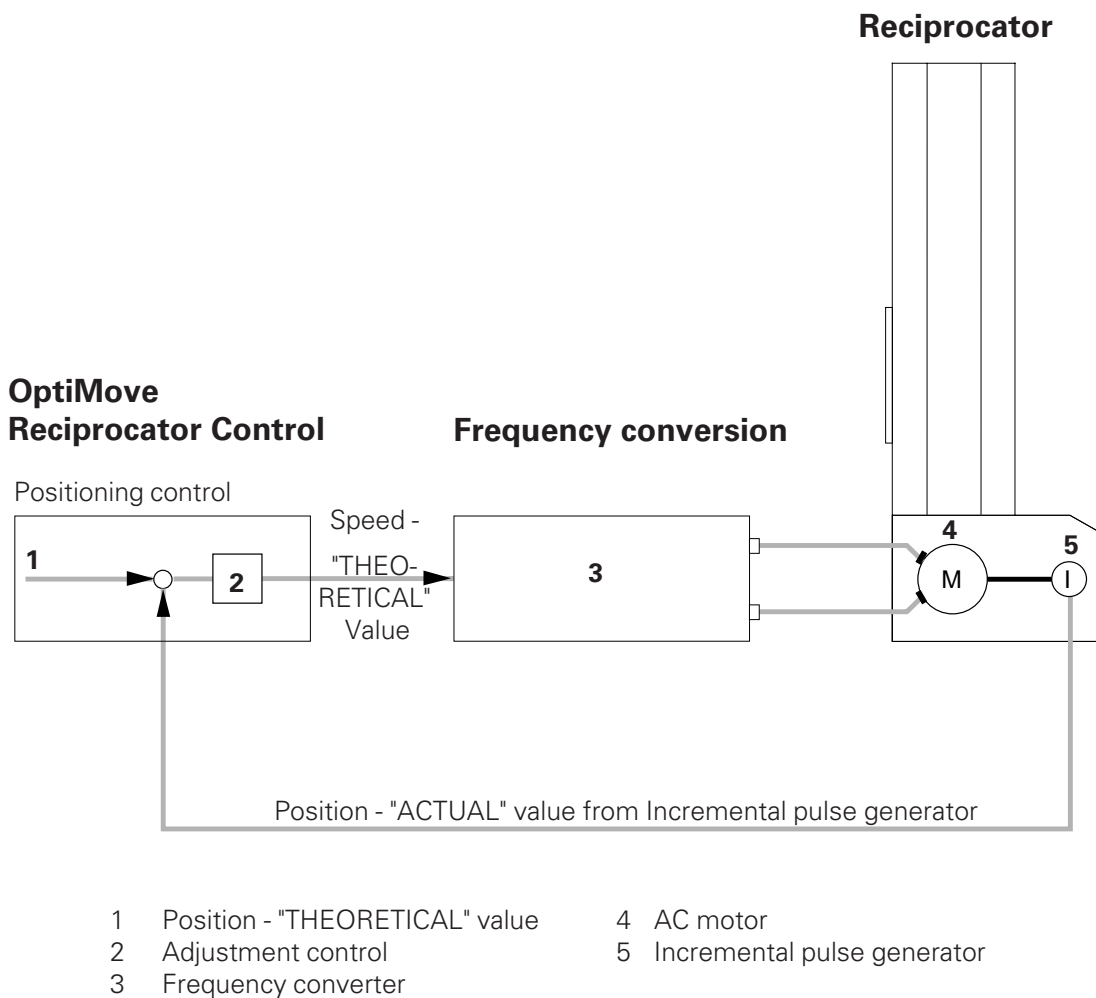 Reciprocator
OptiMove
Reciprocator Control
Frequency conversion
Positioning control
Speed -
"THEO-
RETICAL"
Value
1
2
3
4
5
M
I
Position - "ACTUAL" value from Incremental pulse generator
1 Position - "THEORETICAL" value
2 Adjustment control
3 Frequency converter
4 AC motor
5 Incremental pulse generator